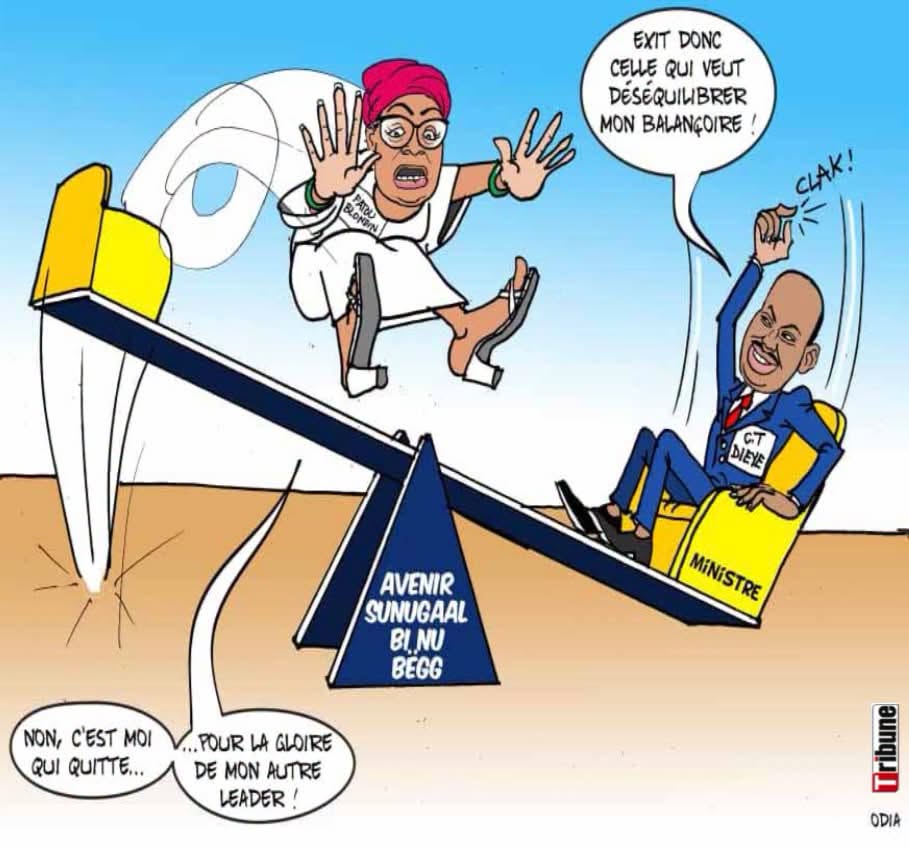 EXIT DONC
CELLE QUI VEUT
DÉSÉQUILIBRER
MON BALANÇOIRE !
CLAK !
FATOU
BLONDIN
C.T
DIEYE
MINISTRE
AVENIR
SUNUGAAL
BI NU
BËGG
NON, C'EST MOI
QUI QUITTE...
...POUR LA GLOIRE
DE MON AUTRE
LEADER !
Tribune
ODIA